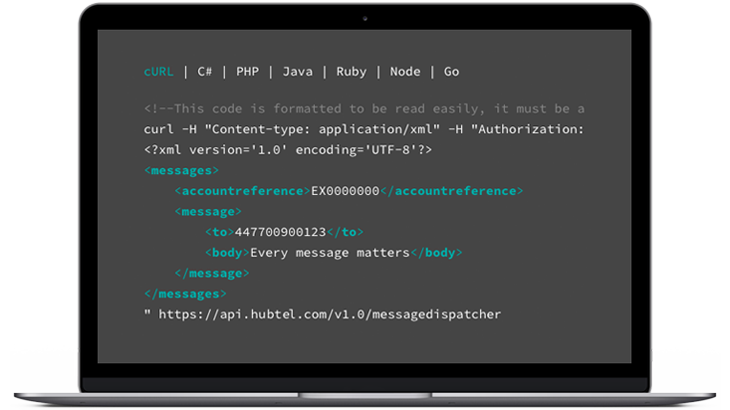 cURL | C# | PHP | Java | Ruby | Node | Go
<!--This code is formatted to be read easily, it must be a
curl -H "Content-type: application/xml" -H "Authorization:
<?xml version='1.0' encoding='UTF-8'?>
<messages>
<accountreference>EX0000000</accountreference>
<message>
<to>447700900123</to>
<body>Every message matters</body>
</message>
</messages>
" https://api.hubtel.com/v1.0/messagedispatcher